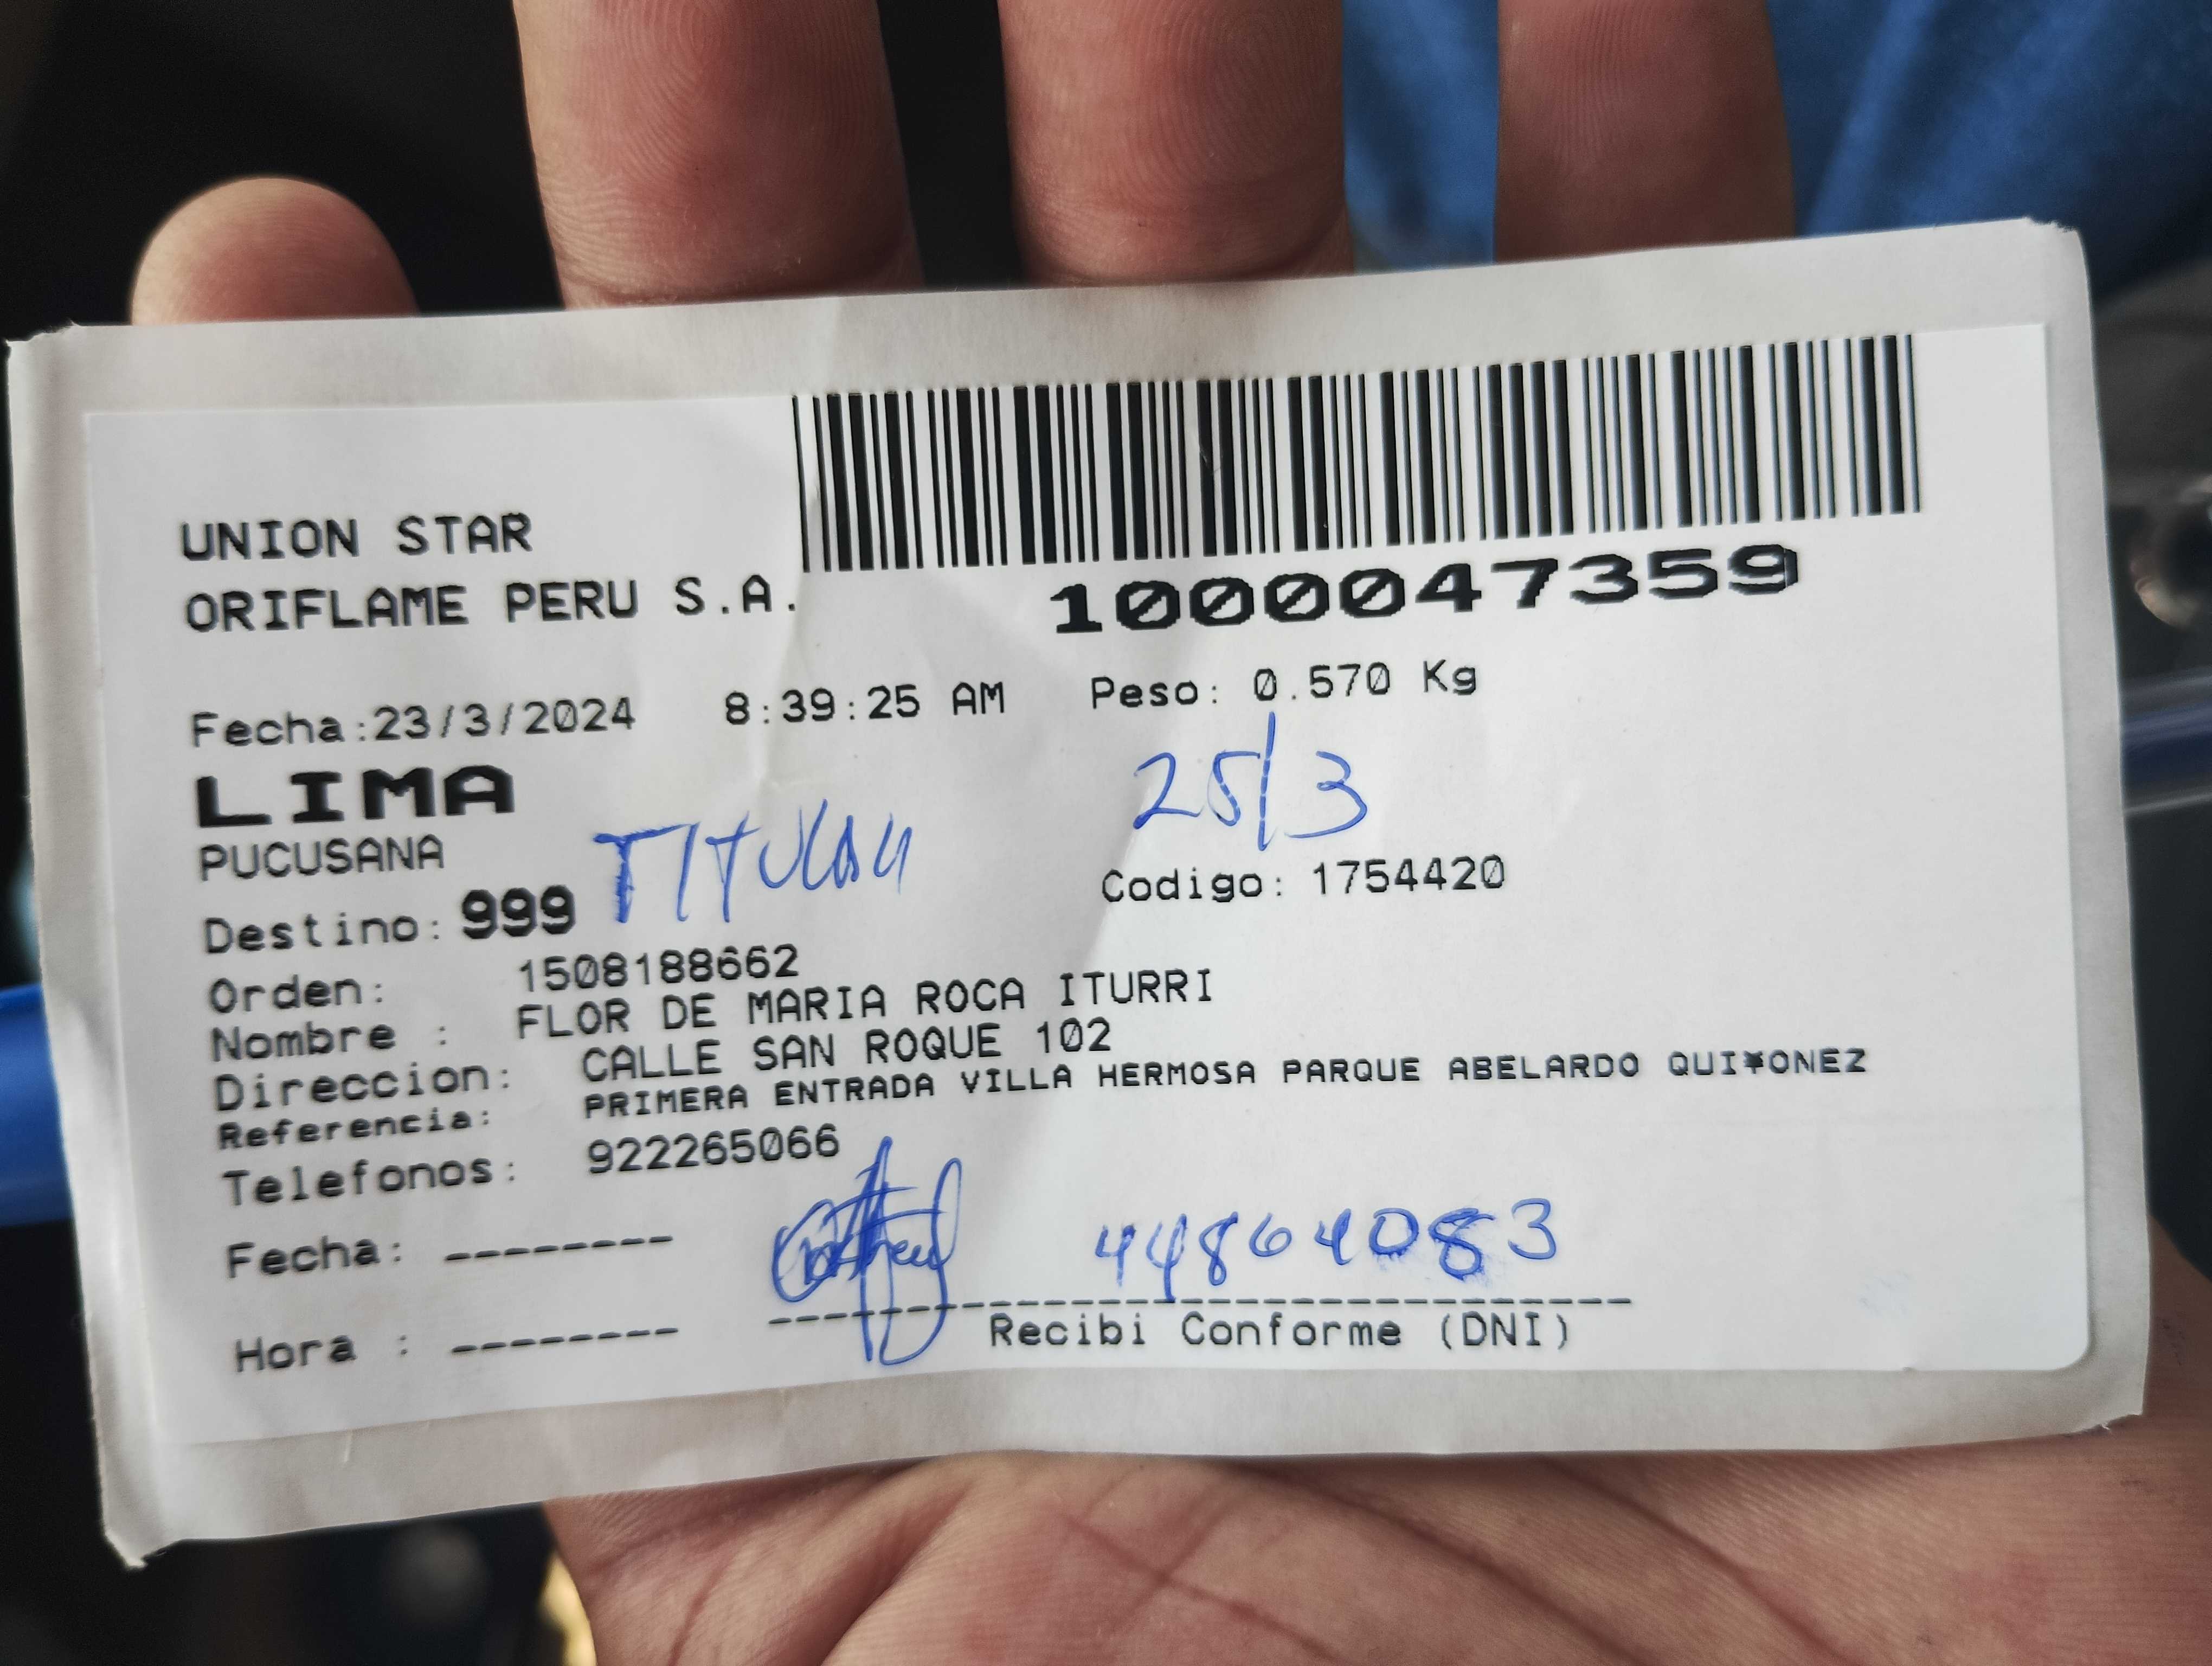 UNION STAR
ORIFLAME PERU S.A.
1000047359
Fecha:23/3/2024 8:39:25 AM Peso: 0.570 Kg
LIMA
25/3
PUCUSANA
TITULAR
Codigo: 1754420
Destino: 999
Orden: 1508188662
Nombre : FLOR DE MARIA ROCA ITURRI
Direccion: CALLE SAN ROQUE 102
Referencia: PRIMERA ENTRADA VILLA HERMOSA PARQUE ABELARDO QUI¥ONEZ
Telefonos: 922265066
Fecha: --------
44864083
Hora : --------
Recibi Conforme (DNI)